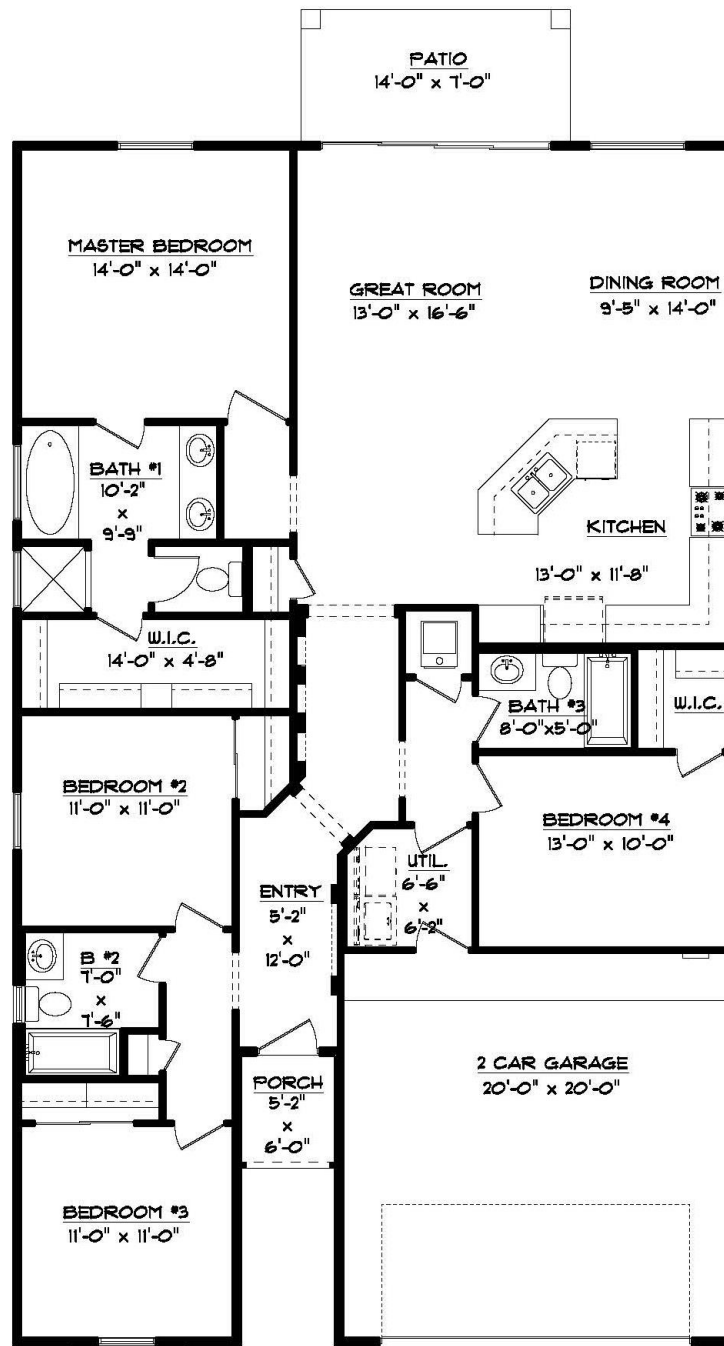 PATIO
14'-0" x 7'-0"
MASTER BEDROOM
14'-0" x 14'-0"
GREAT ROOM
13'-0" x 16'-6"
DINING ROOM
9'-5" x 14'-0"
BATH #1
10'-2"
x
9'-9"
KITCHEN
13'-0" x 11'-8"
W.I.C.
14'-0" x 4'-8"
BATH #3
8'-0"x5'-0"
W.I.C.
BEDROOM #2
11'-0" x 11'-0"
BEDROOM #4
13'-0" x 10'-0"
UTIL.
6'-6"
x
6'-2"
ENTRY
5'-2"
x
12'-0"
B #2
7'-0"
x
7'-6"
2 CAR GARAGE
20'-0" x 20'-0"
PORCH
5'-2"
x
6'-0"
BEDROOM #3
11'-0" x 11'-0"